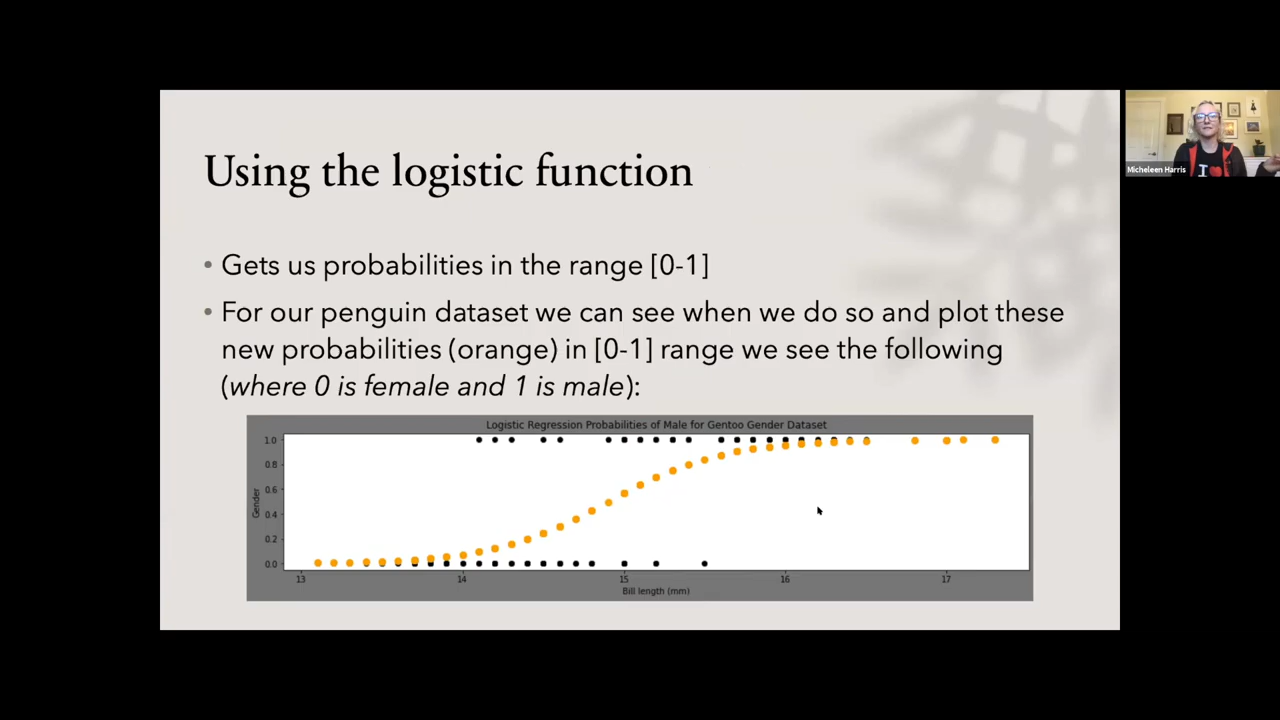 Using the logistic function
• Gets us probabilities in the range [0-1]
• For our penguin dataset we can see when we do so and plot these
new probabilities (orange) in [0-1] range we see the following
(where 0 is female and 1 is male):
Logistic Regression Probabilities of Male for Gentoo Gender Dataset
1.0
0.8
0.6
0.4
0.2
0.0
Gender
13 14 15 16 17
Bill length (mm)
Micheleen Harris
I